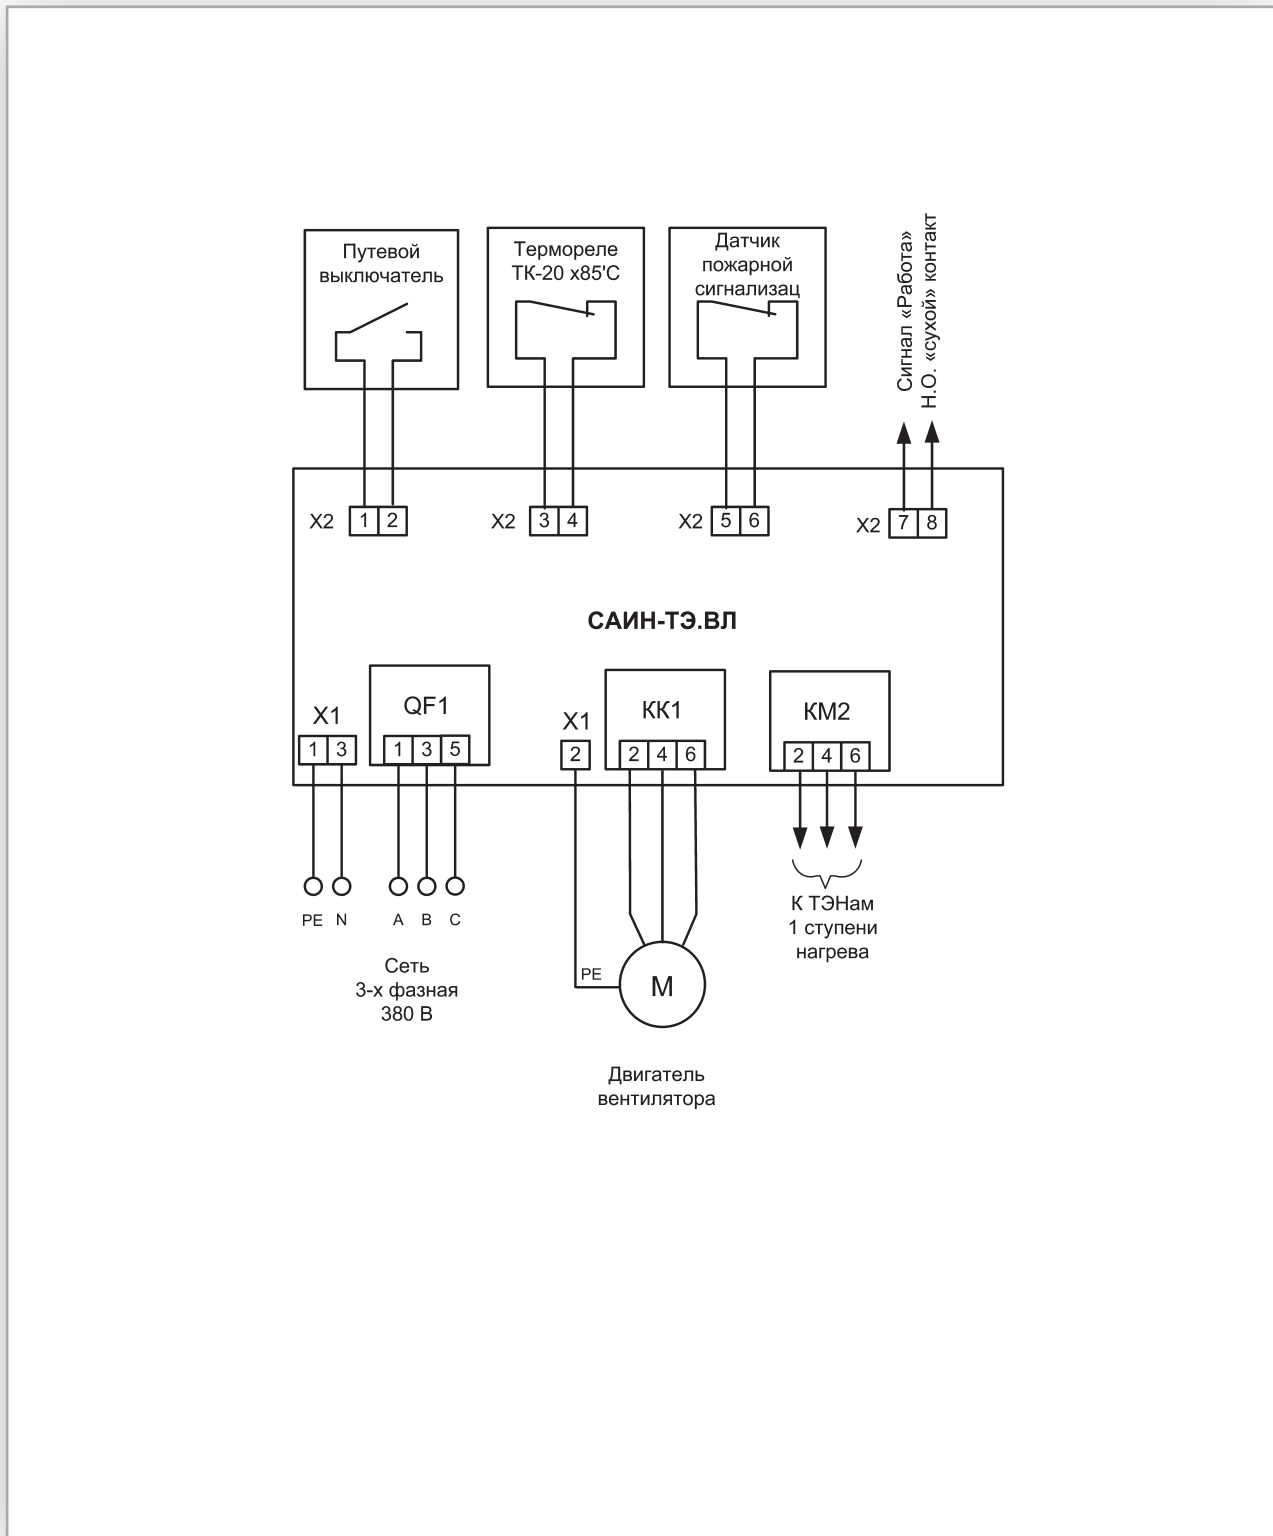 Путевой
выключатель
Термореле
ТК-20 х85'С
Датчик
пожарной
сигнализац
Сигнал «Работа»
Н.О. «сухой» контакт
X2 1 2
X2 3 4
X2 5 6
X2 7 8
САИН-ТЭ.ВЛ
X1
1 3
QF1
1 3 5
X1
2
КК1
2 4 6
КМ2
2 4 6
PE N A B C
Сеть
3-х фазная
380 В
PE
М
Двигатель
вентилятора
К ТЭНам
1 ступени
нагрева